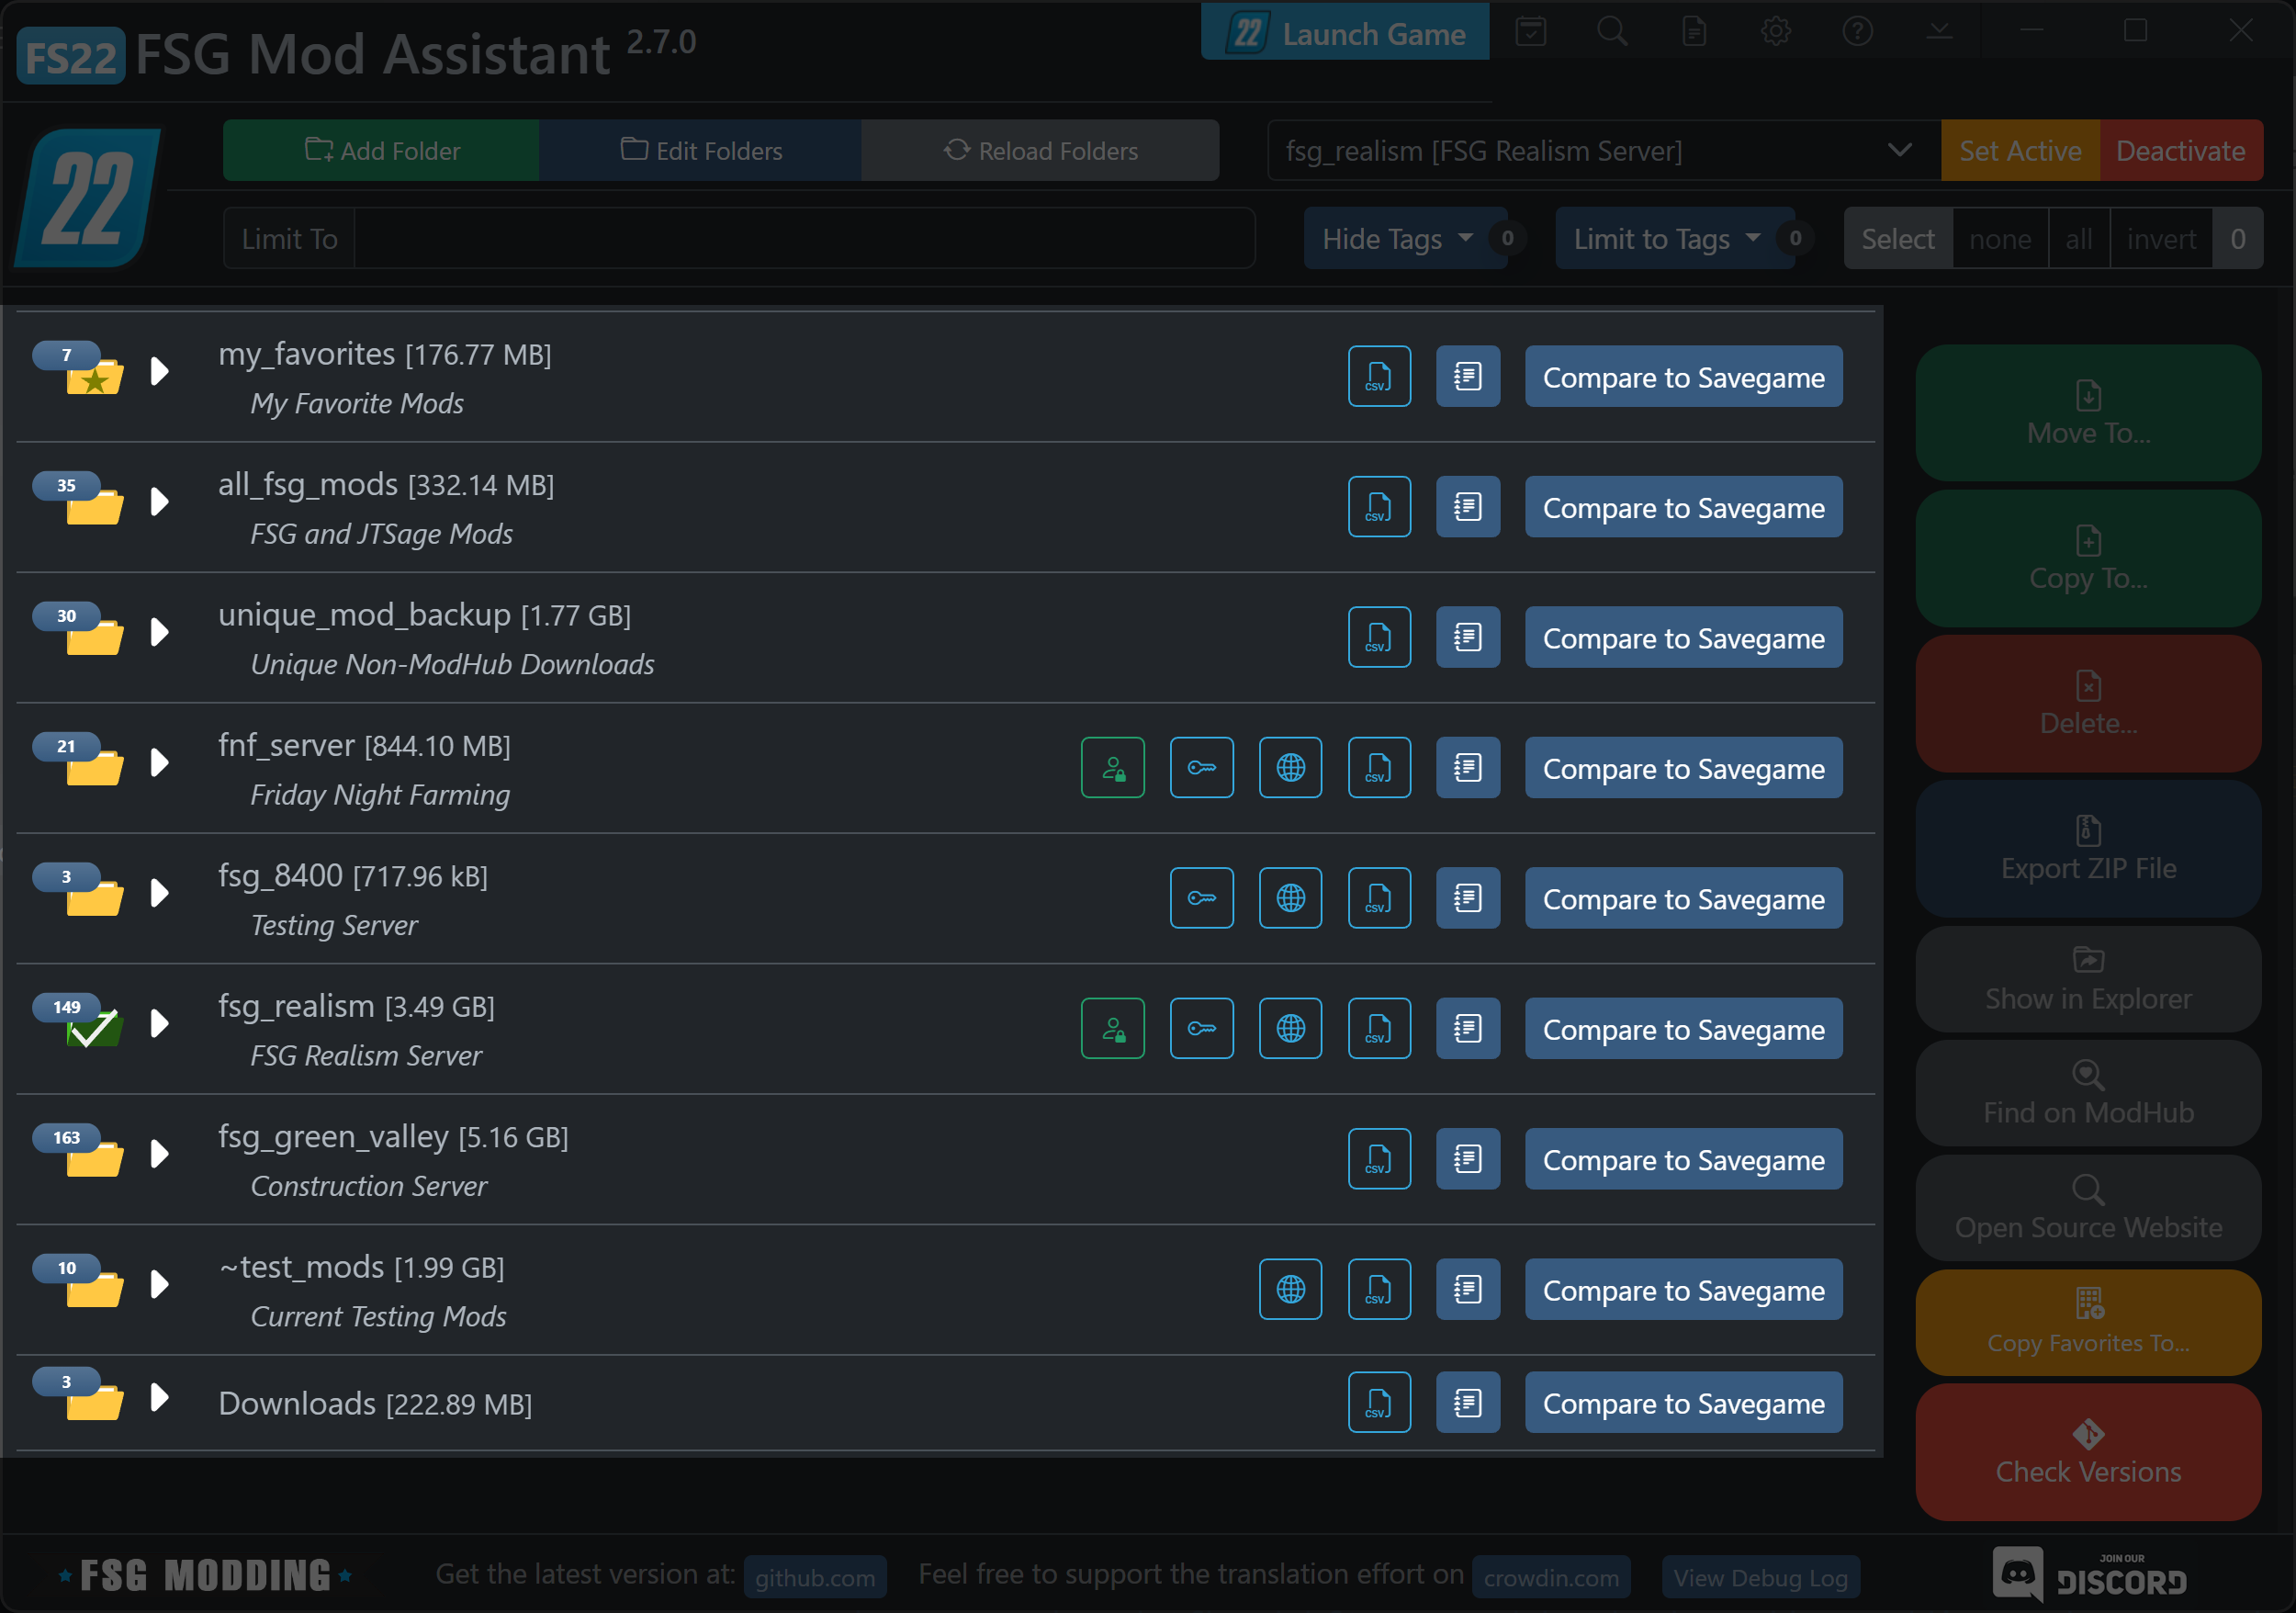 FS22 FSG Mod Assistant 2.7.0
22 Launch Game
22
Add Folder Edit Folders Reload Folders
fsg_realism [FSG Realism Server] Set Active Deactivate
Limit To
Hide Tags 0
Limit to Tags 0
Select none all invert 0
7 my_favorites [176.77 MB]
My Favorite Mods
CSV Compare to Savegame
35 all_fsg_mods [332.14 MB]
FSG and JTSage Mods
CSV Compare to Savegame
30 unique_mod_backup [1.77 GB]
Unique Non-ModHub Downloads
CSV Compare to Savegame
21 fnf_server [844.10 MB]
Friday Night Farming
CSV Compare to Savegame
3 fsg_8400 [717.96 kB]
Testing Server
CSV Compare to Savegame
149 fsg_realism [3.49 GB]
FSG Realism Server
CSV Compare to Savegame
163 fsg_green_valley [5.16 GB]
Construction Server
CSV Compare to Savegame
10 ~test_mods [1.99 GB]
Current Testing Mods
CSV Compare to Savegame
3 Downloads [222.89 MB]
CSV Compare to Savegame
Move To...
Copy To...
Delete...
Export ZIP File
Show in Explorer
Find on ModHub
Open Source Website
Copy Favorites To...
Check Versions
FSG MODDING
Get the latest version at: github.com
Feel free to support the translation effort on crowdin.com
View Debug Log
JOIN OUR
DISCORD